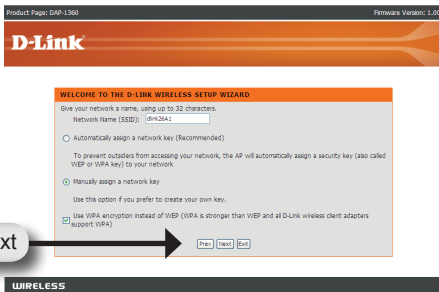 Product Page: DAP-1360 Firmware Version: 1.00
D-Link
WELCOME TO THE D-LINK WIRELESS SETUP WIZARD
Give your network a name, using up to 32 characters.
Network Name (SSID): dlink26A1
Automatically assign a network key (Recommended)
To prevent outsiders from accessing your network, the AP will automatically assign a security key (also called
WEP or WPA key) to your network
Manually assign a network key
Use this option if you prefer to create your own key.
Use WPA encryption instead of WEP (WPA is stronger than WEP and all D-Link wireless client adapters
support WPA)
xt
Prev Next Exit
WIRELESS